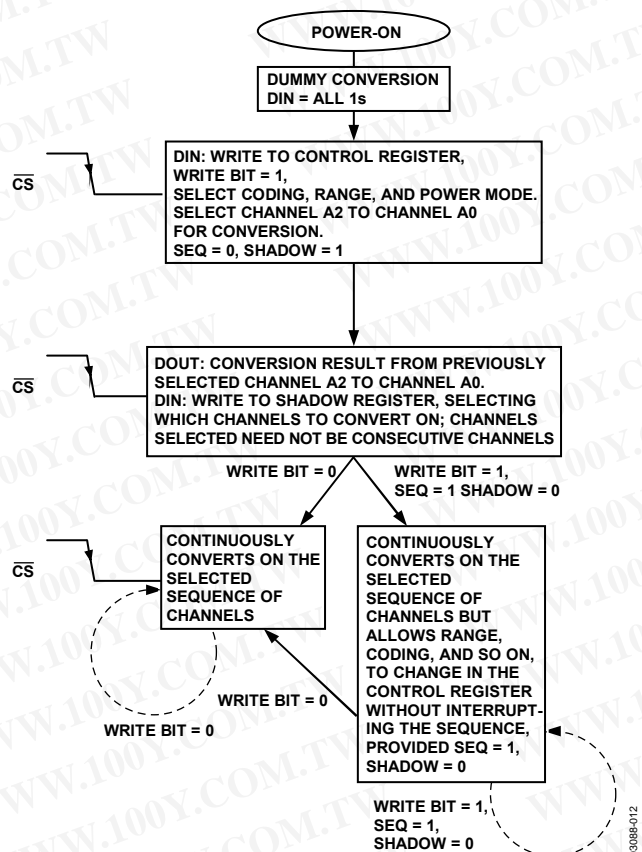 POWER-ON
DUMMY CONVERSION
DIN = ALL 1s
CS
DIN: WRITE TO CONTROL REGISTER,
WRITE BIT = 1,
SELECT CODING, RANGE, AND POWER MODE.
SELECT CHANNEL A2 TO CHANNEL A0
FOR CONVERSION.
SEQ = 0, SHADOW = 1
CS
DOUT: CONVERSION RESULT FROM PREVIOUSLY
SELECTED CHANNEL A2 TO CHANNEL A0.
DIN: WRITE TO SHADOW REGISTER, SELECTING
WHICH CHANNELS TO CONVERT ON; CHANNELS
SELECTED NEED NOT BE CONSECUTIVE CHANNELS
WRITE BIT = 0
WRITE BIT = 1,
SEQ = 1 SHADOW = 0
CS
CONTINUOUSLY
CONVERTS ON THE
SELECTED
SEQUENCE OF
CHANNELS
CONTINUOUSLY
CONVERTS ON THE
SELECTED
SEQUENCE OF
CHANNELS BUT
ALLOWS RANGE,
CODING, AND SO ON,
TO CHANGE IN THE
CONTROL REGISTER
WITHOUT INTERRUPT-
ING THE SEQUENCE,
PROVIDED SEQ = 1,
SHADOW = 0
WRITE BIT = 0
WRITE BIT = 0
WRITE BIT = 1,
SEQ = 1,
SHADOW = 0
03088-012
WWW.100Y.COM.TW